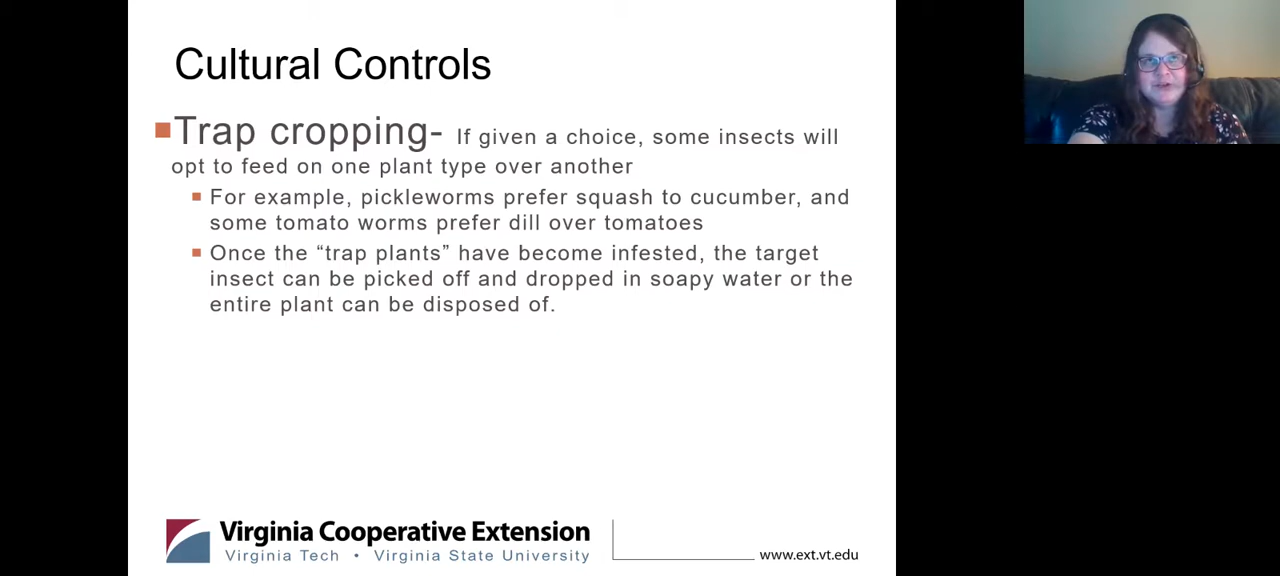 Cultural Controls
Trap cropping- If given a choice, some insects will
opt to feed on one plant type over another
For example, pickleworms prefer squash to cucumber, and
some tomato worms prefer dill over tomatoes
Once the “trap plants” have become infested, the target
insect can be picked off and dropped in soapy water or the
entire plant can be disposed of.
Virginia Cooperative Extension
Virginia Tech • Virginia State University
www.ext.vt.edu